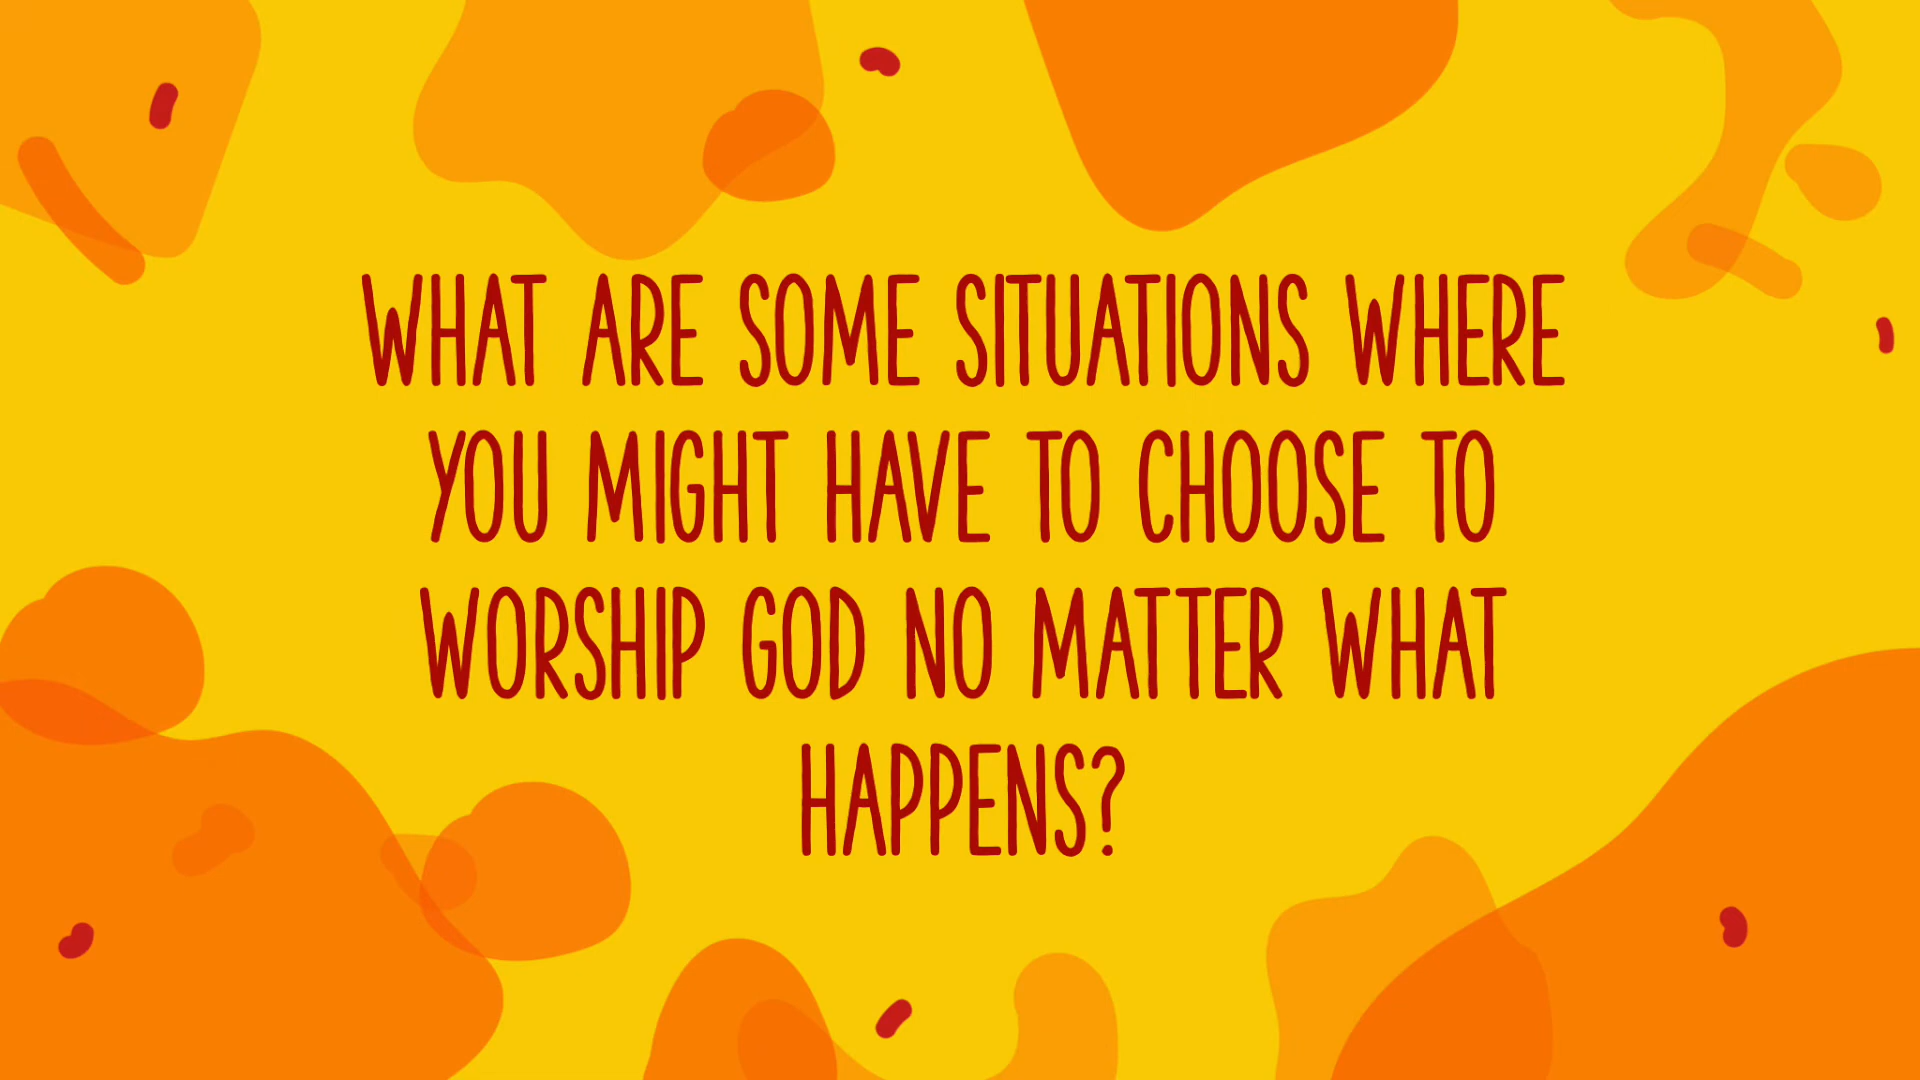 WHAT ARE SOME SITUATIONS WHERE
YOU MIGHT HAVE TO CHOOSE TO
WORSHIP GOD NO MATTER WHAT
HAPPENS?